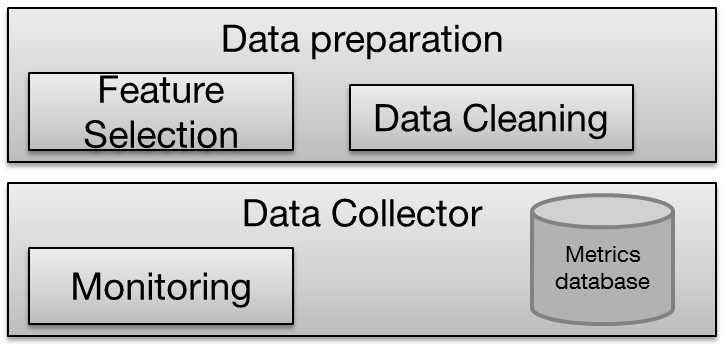 Data preparation
Feature
Selection
Data Cleaning
Data Collector
Monitoring
Metrics
database